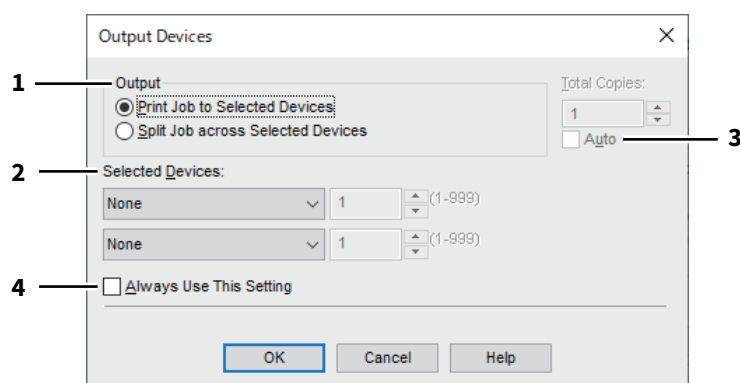 Output Devices
1
Output
Total Copies:
Print Job to Selected Devices
1
Split Job across Selected Devices
Auto
3
2
Selected Devices:
None
1
(1-999)
None
1
(1-999)
4
Always Use This Setting
OK
Cancel
Help